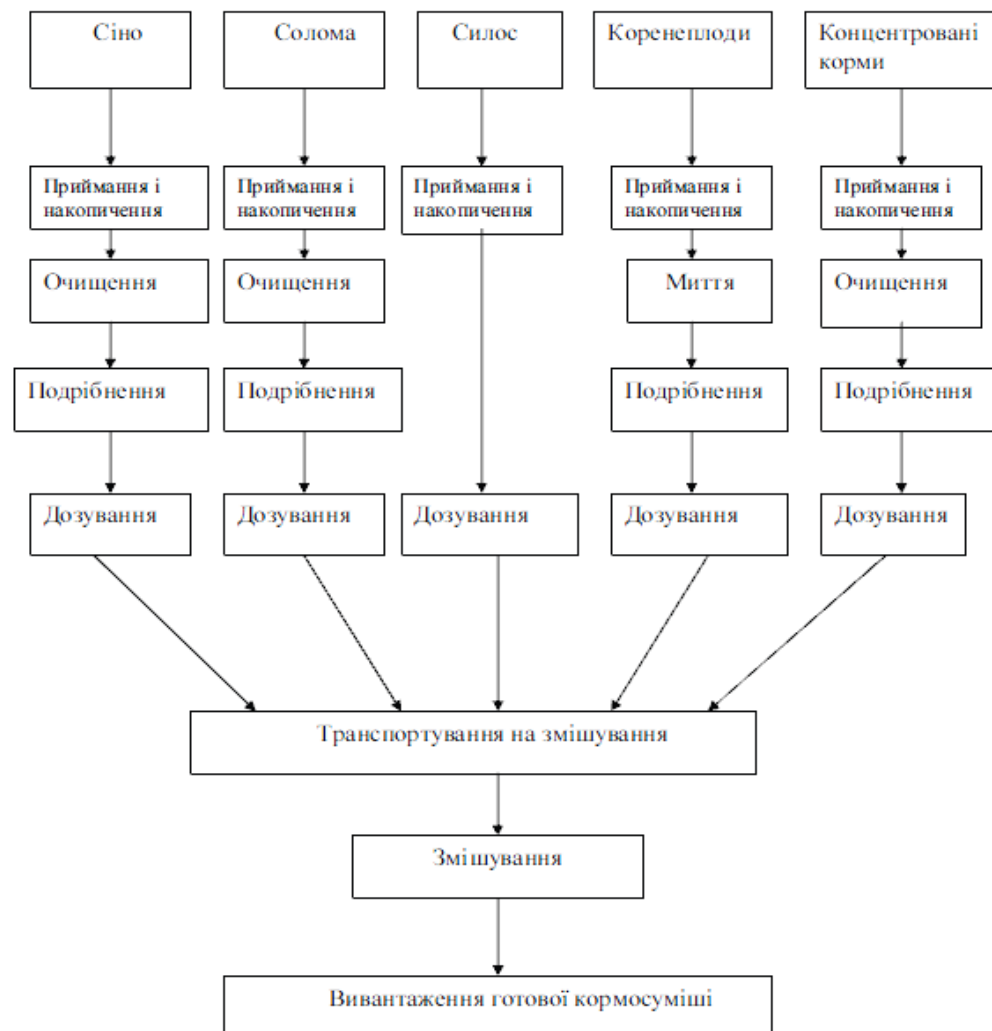 Сіно
Солома
Силос
Коренеплоди
Концентровані
корми
Приймання і
накопичення
Приймання і
накопичення
Приймання і
накопичення
Приймання і
накопичення
Приймання і
накопичення
Очищення
Очищення
Миття
Очищення
Подрібнення
Подрібнення
Подрібнення
Подрібнення
Дозування
Дозування
Дозування
Дозування
Дозування
Транспортування на змішування
Змішування
Вивантаження готової кормосуміші